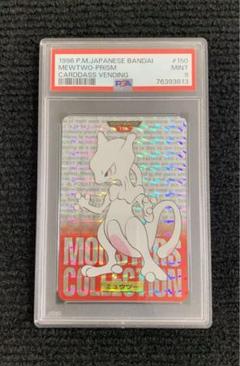 1996 P.M. JAPANESE BANDAI #150
MEWTWO-PRISM MINT
CARDDASS VENDING 9
PSA 76393813
MONSTERS
COLLECTION
ミュウツー